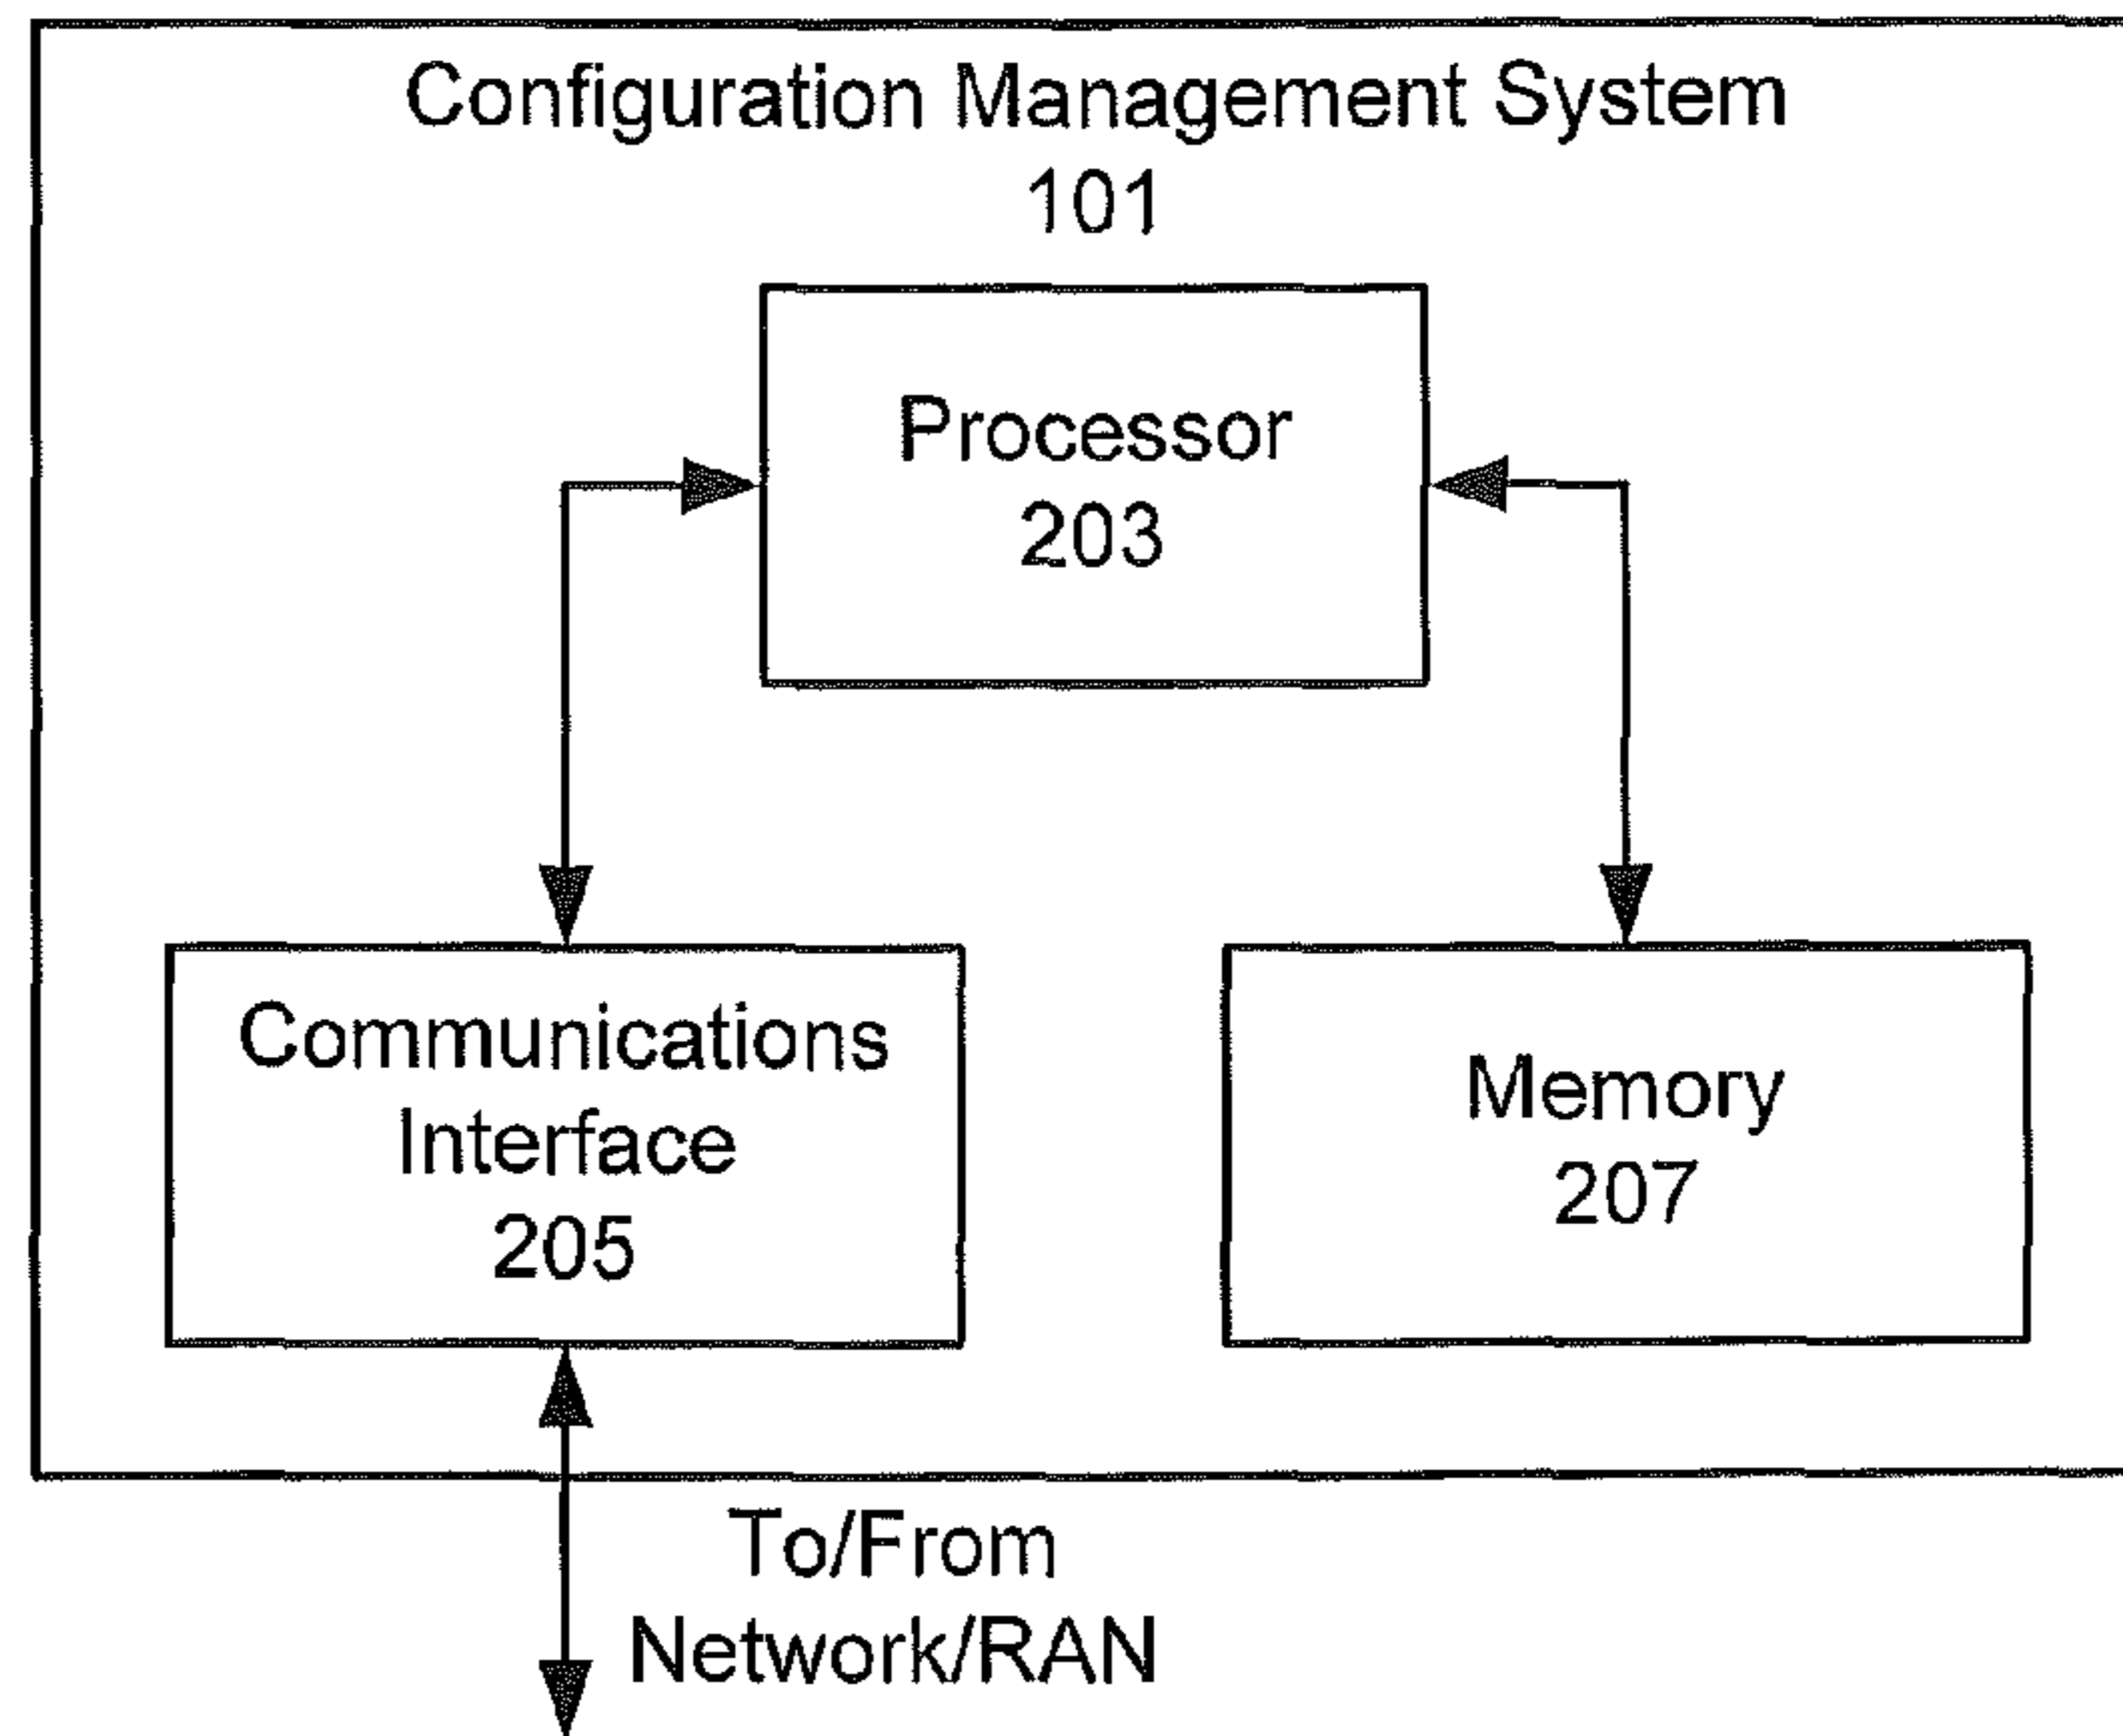 Configuration Management System
101
Processor
203
Communications
Interface
205
Memory
207
To/From
Network/RAN